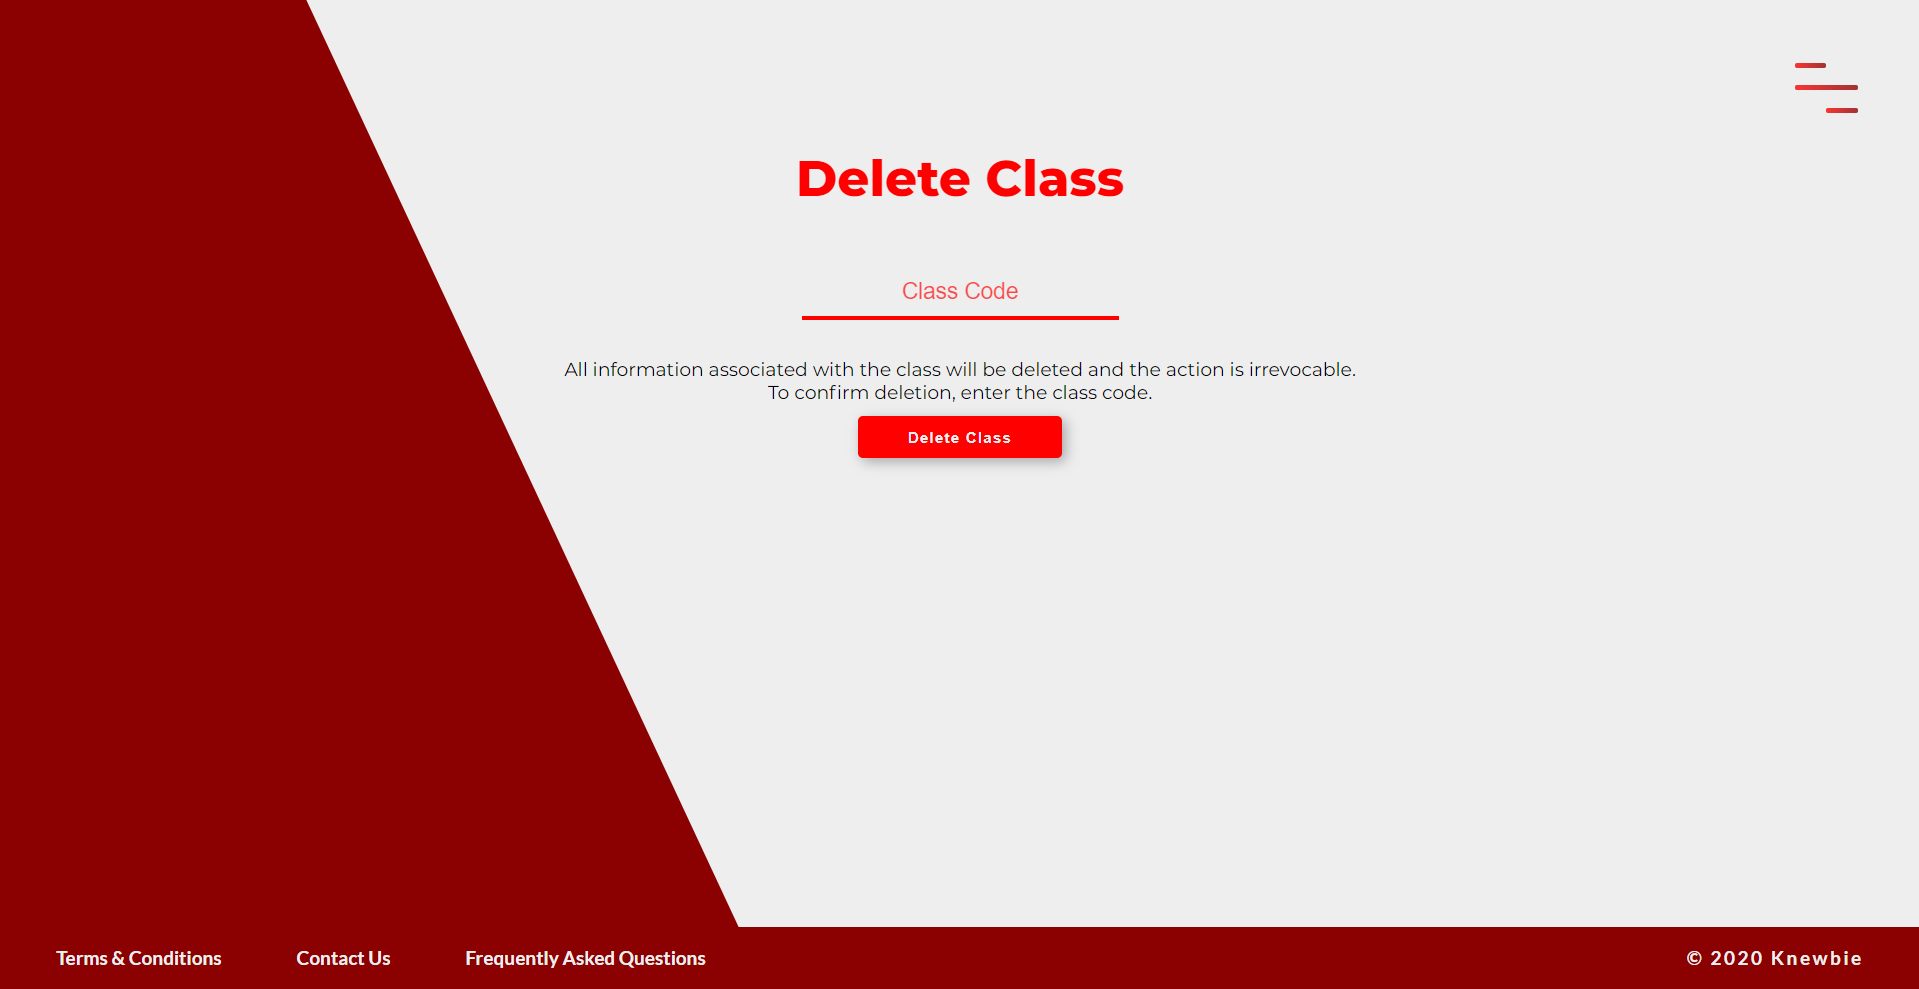 Delete Class
Class Code
All information associated with the class will be deleted and the action is irrevocable.
To confirm deletion, enter the class code.
Delete Class
Terms & Conditions
Contact Us
Frequently Asked Questions
© 2020 Knewbie